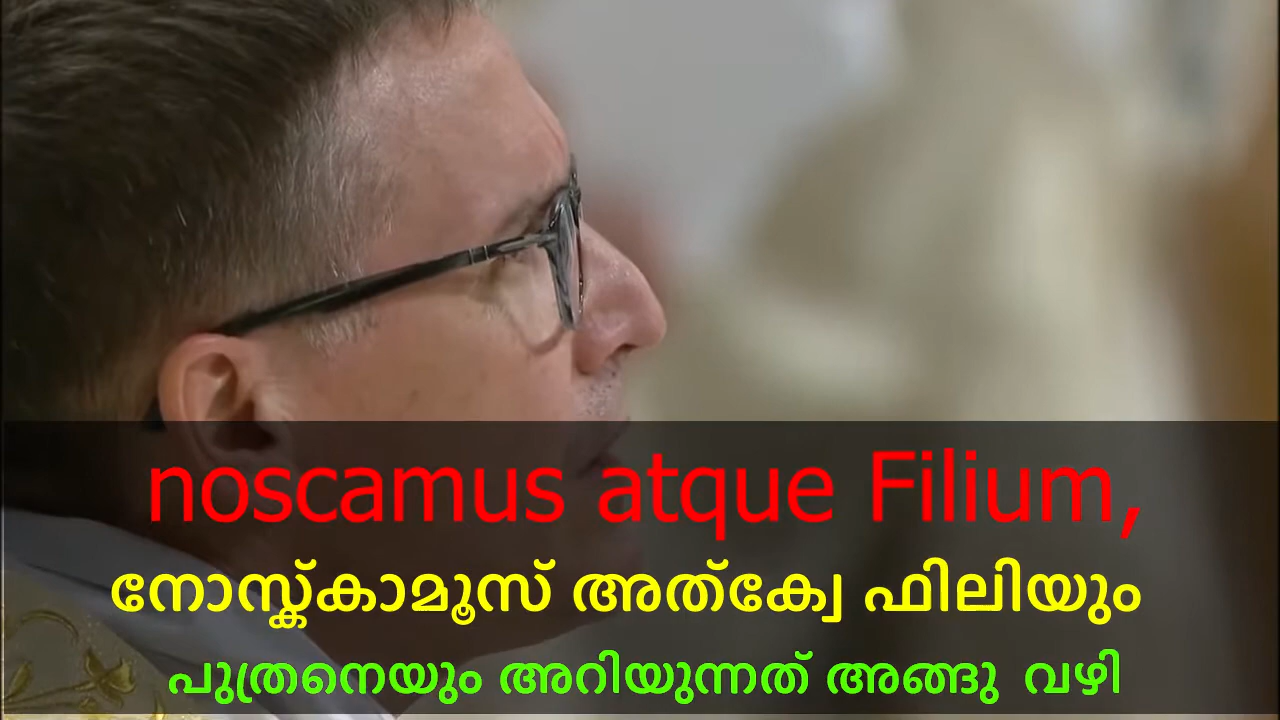 noscamus atque Filium,
നോസ്ക്കാമൂസ് അത്ക്വേ ഫിലിയും
പുത്രനെയും അറിയുന്നത് അങ്ങു വഴി